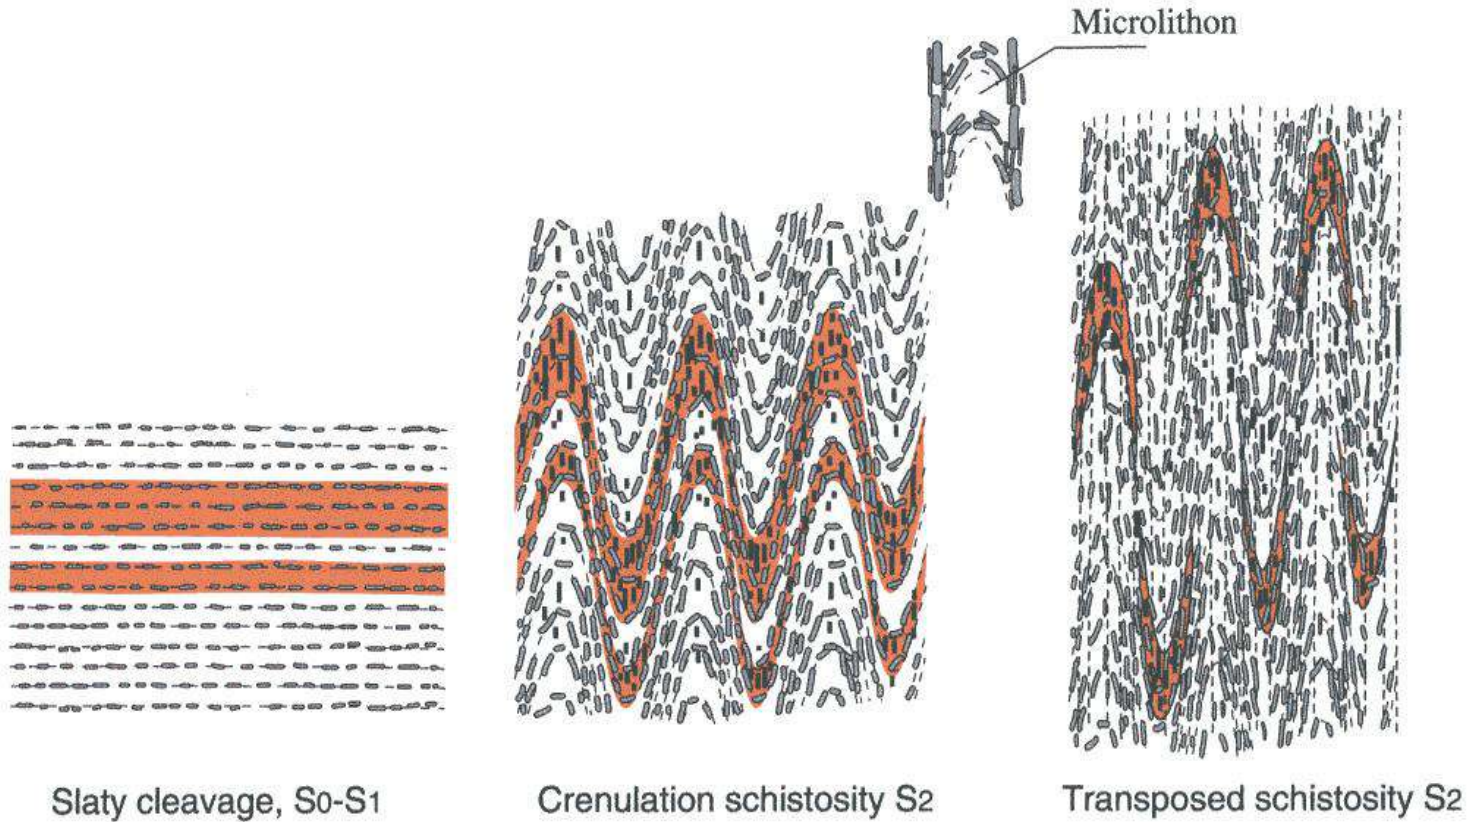 Microlithon
Slaty cleavage, S0-S1
Crenulation schistosity S2
Transposed schistosity S2